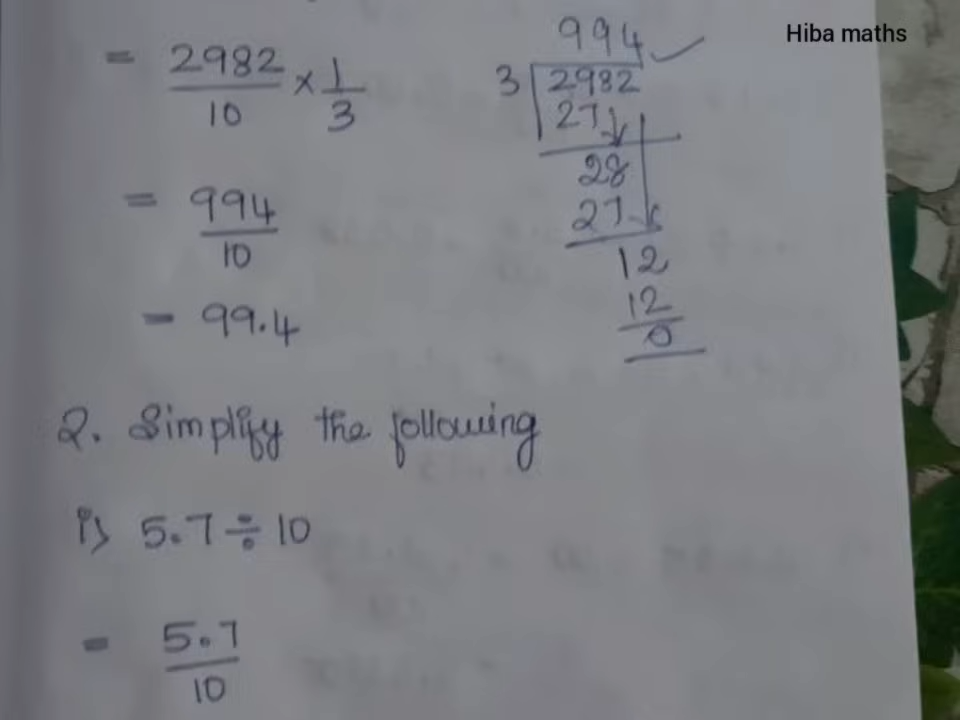 Hiba maths
= 2982/10 × 1/3
= 994/10
= 99.4
994 ✓
3 2982
27
28
27
12
12
0
2. Simplify the following
i) 5.7 ÷ 10
= 5.7/10